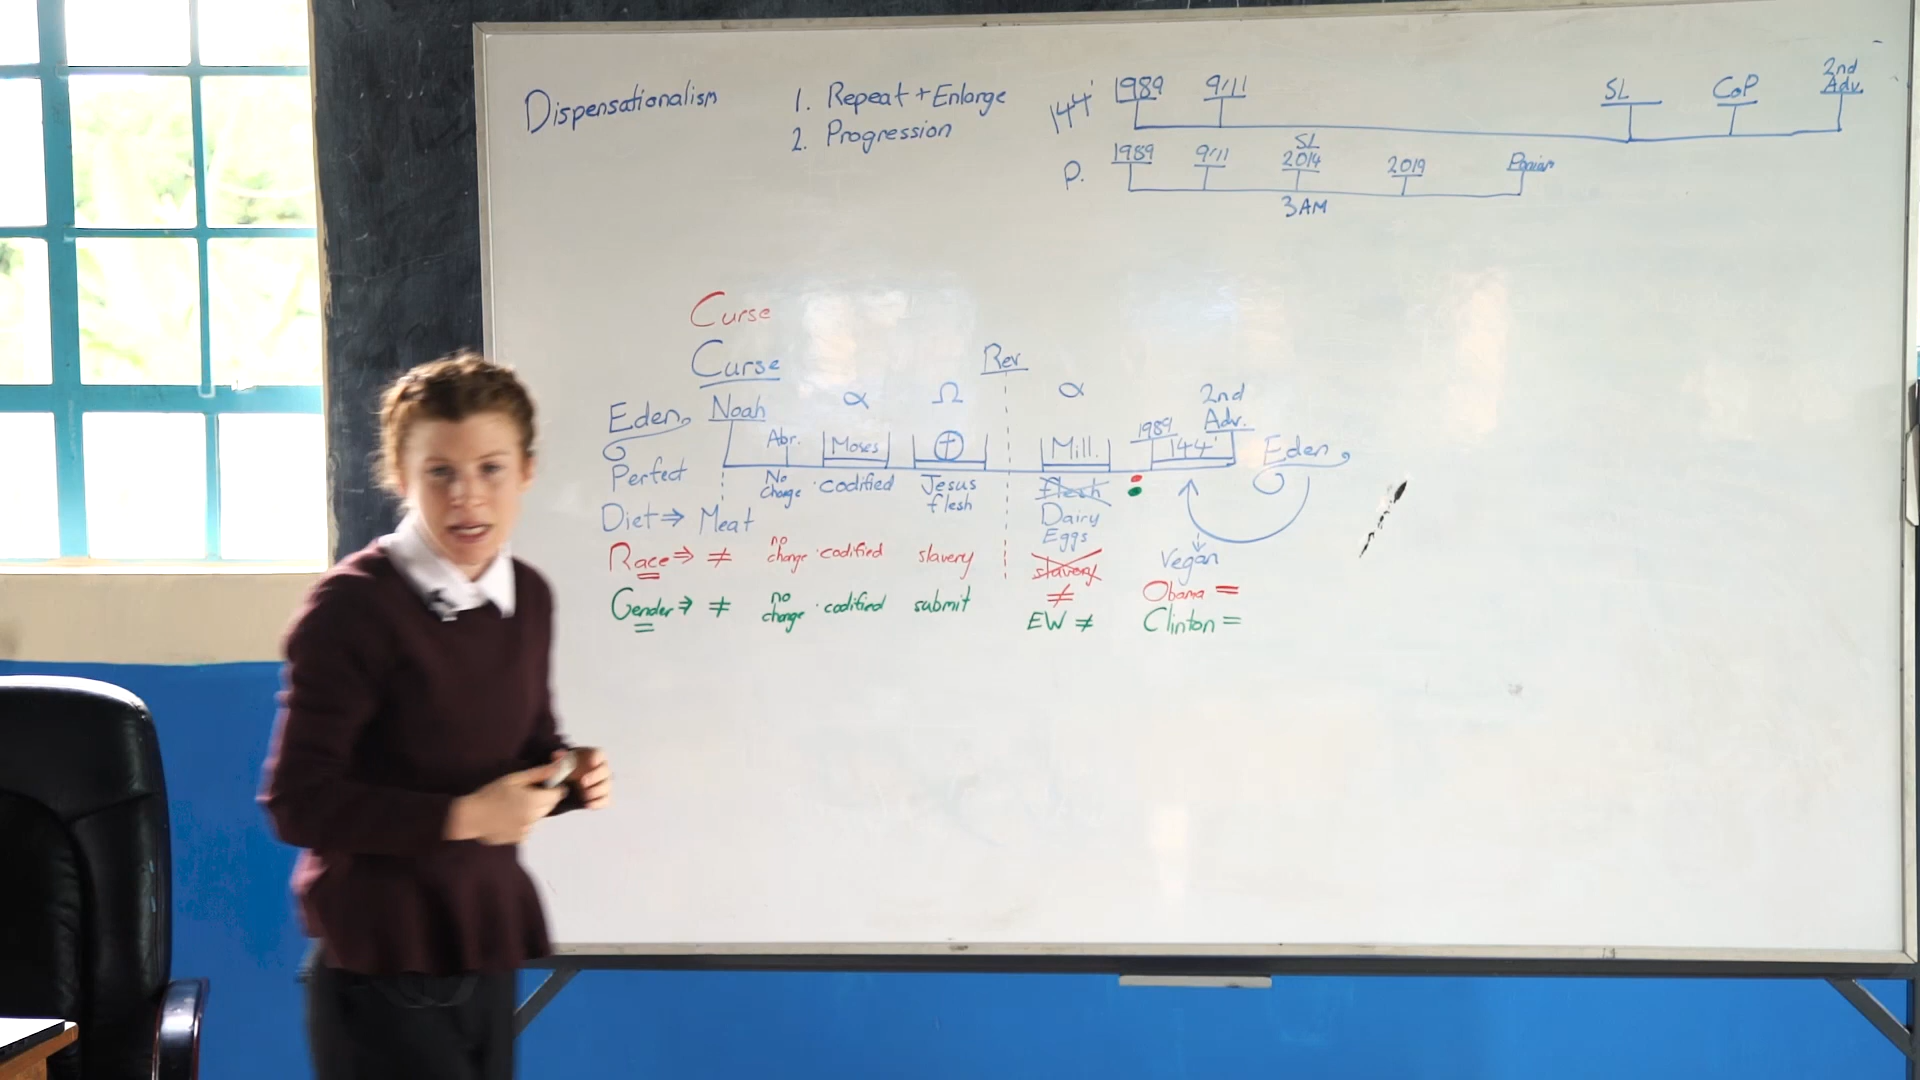 Dispensationalism
1. Repeat + Enlarge
2. Progression
144' 1989 9/11 SL CoP 2nd Adv.
P. 1989 9/11 SL 2014 2019
3AM
Curse
Curse
Rev
Eden Noah α Ω α 2nd Adv.
Abr. Moses Mill. 1989 144' Eden
Perfect No change · codified Jesus flesh flesh
Diet ⇒ Meat Dairy Eggs Vegan
Race ⇒ ≠ no change · codified slavery slavery ≠ Obama =
Gender ⇒ ≠ no change · codified submit EW ≠ Clinton =